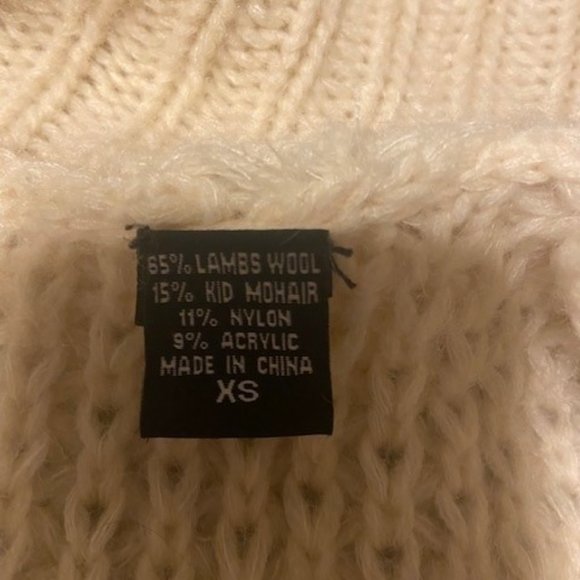 65% LAMBS WOOL
15% KID MOHAIR
11% NYLON
9% ACRYLIC
MADE IN CHINA
XS